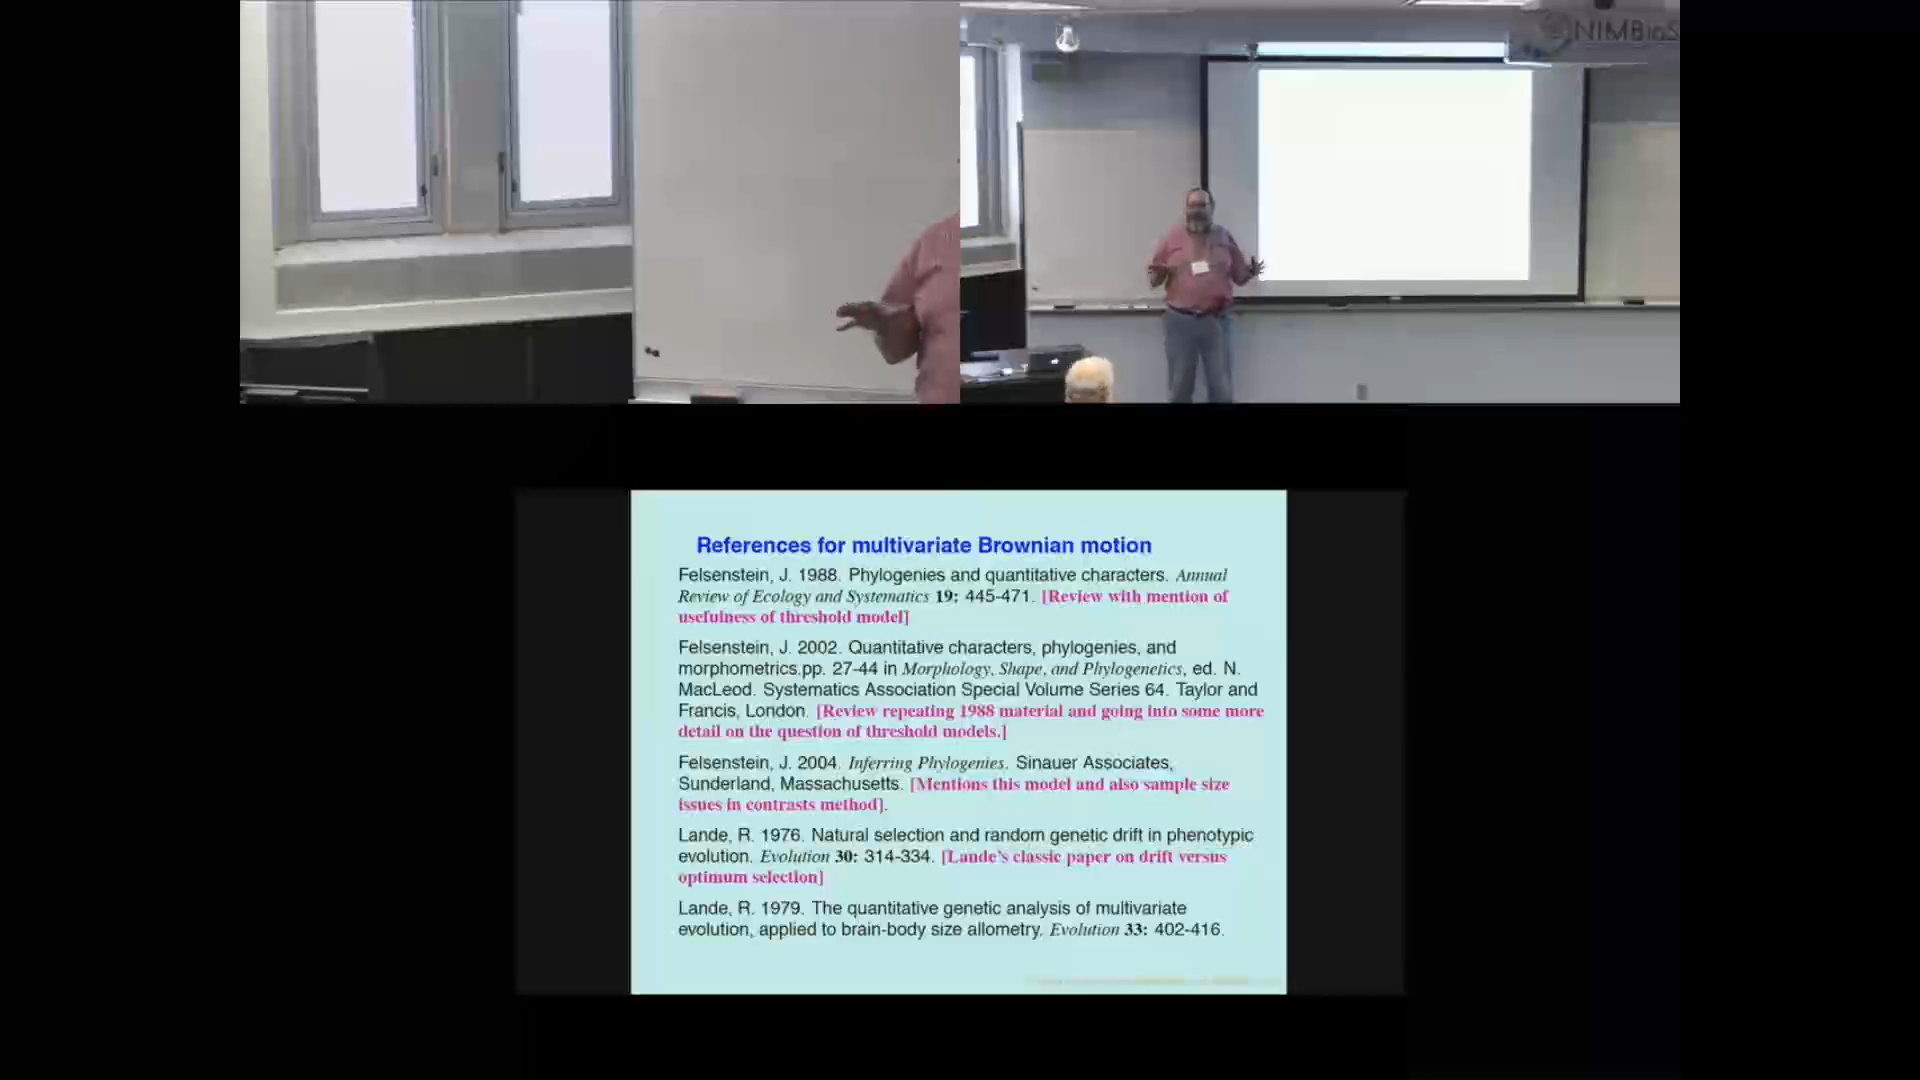 NIMBioS
References for multivariate Brownian motion
Felsenstein, J. 1988. Phylogenies and quantitative characters. Annual
Review of Ecology and Systematics 19: 445-471. [Review with mention of
usefulness of threshold model]
Felsenstein, J. 2002. Quantitative characters, phylogenies, and
morphometrics.pp. 27-44 in Morphology, Shape, and Phylogenetics, ed. N.
MacLeod. Systematics Association Special Volume Series 64. Taylor and
Francis, London. [Review repeating 1988 material and going into some more
detail on the question of threshold models.]
Felsenstein, J. 2004. Inferring Phylogenies. Sinauer Associates,
Sunderland, Massachusetts. [Mentions this model and also sample size
issues in contrasts method].
Lande, R. 1976. Natural selection and random genetic drift in phenotypic
evolution. Evolution 30: 314-334. [Lande's classic paper on drift versus
optimum selection]
Lande, R. 1979. The quantitative genetic analysis of multivariate
evolution, applied to brain-body size allometry. Evolution 33: 402-416.